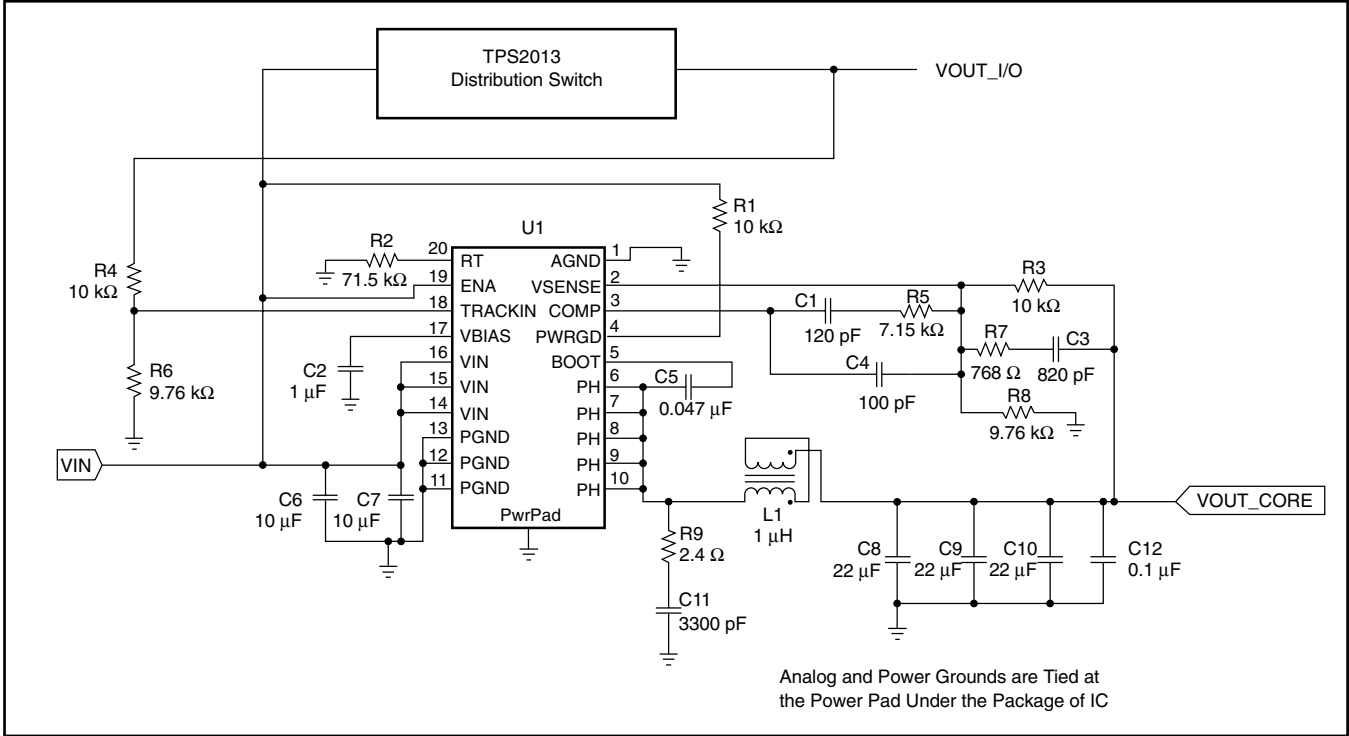 TPS2013
Distribution Switch
VOUT_I/O
R1
10 kΩ
U1
R2
71.5 kΩ
R4
10 kΩ
R6
9.76 kΩ
C2
1 μF
20
19
18
17
16
15
14
13
12
11
RT
ENA
TRACKIN
VBIAS
VIN
VIN
VIN
PGND
PGND
PGND
AGND
VSENSE
COMP
PWRGD
BOOT
PH
PH
PH
PH
PH
PwrPad
1
2
3
4
5
6
7
8
9
10
C1
120 pF
R5
7.15 kΩ
R3
10 kΩ
R7
768 Ω
C3
820 pF
C4
100 pF
R8
9.76 kΩ
C5
0.047 μF
VIN
C6
10 μF
C7
10 μF
L1
1 μH
R9
2.4 Ω
C11
3300 pF
C8
22 μF
C9
22 μF
C10
22 μF
C12
0.1 μF
VOUT_CORE
Analog and Power Grounds are Tied at
the Power Pad Under the Package of IC